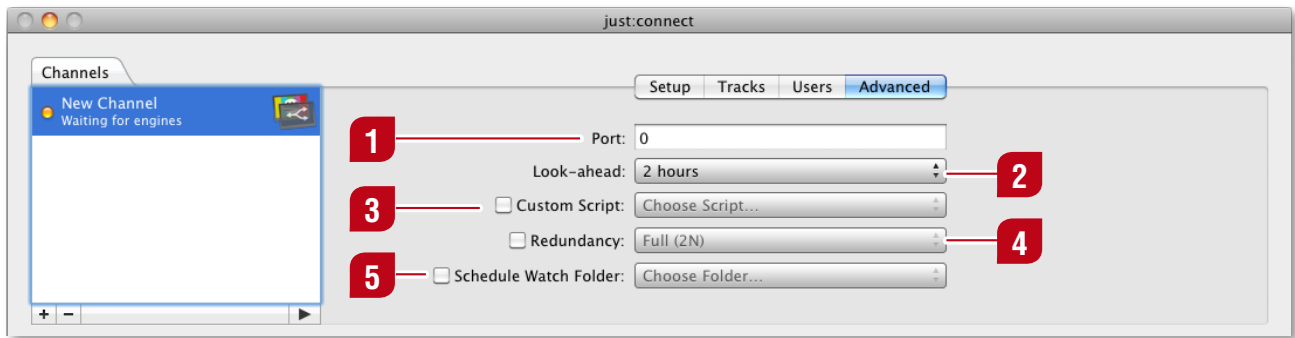 just:connect
Channels
Setup Tracks Users Advanced
New Channel
Waiting for engines
1 Port: 0
Look-ahead: 2 hours 2
3 Custom Script: Choose Script...
Redundancy: Full (2N) 4
5 Schedule Watch Folder: Choose Folder...
+ −